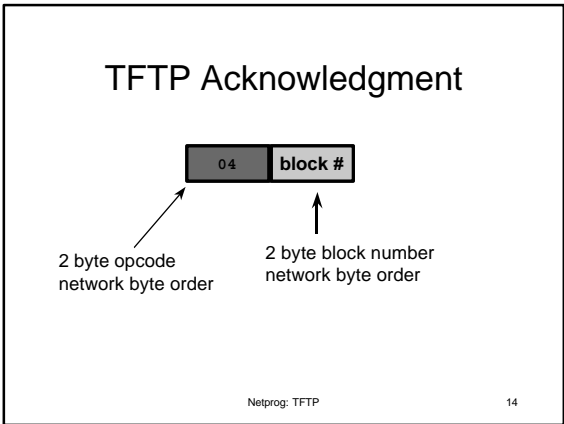 TFTP Acknowledgment
04 block #
2 byte opcode
network byte order
2 byte block number
network byte order
Netprog: TFTP 14